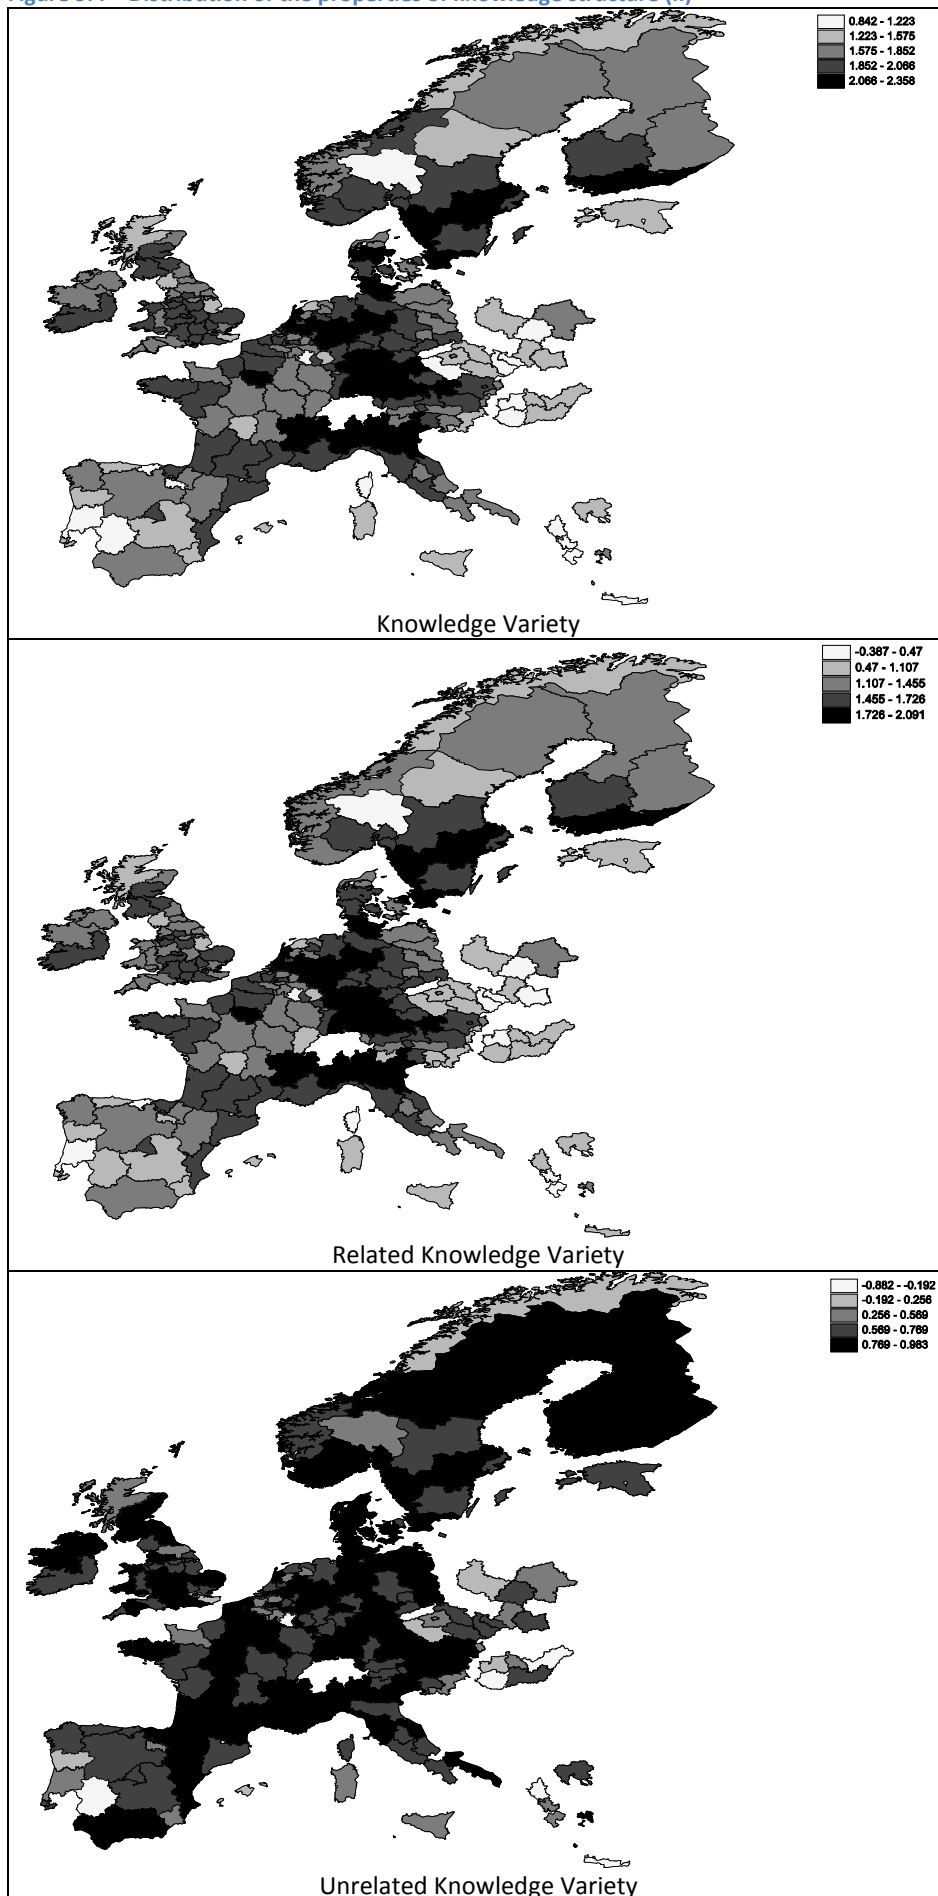 0.842 - 1.223
1.223 - 1.575
1.575 - 1.852
1.852 - 2.066
2.066 - 2.358
Knowledge Variety
-0.387 - 0.47
0.47 - 1.107
1.107 - 1.455
1.455 - 1.726
1.726 - 2.091
Related Knowledge Variety
-0.882 - -0.192
-0.192 - 0.256
0.256 - 0.569
0.569 - 0.769
0.769 - 0.983
Unrelated Knowledge Variety